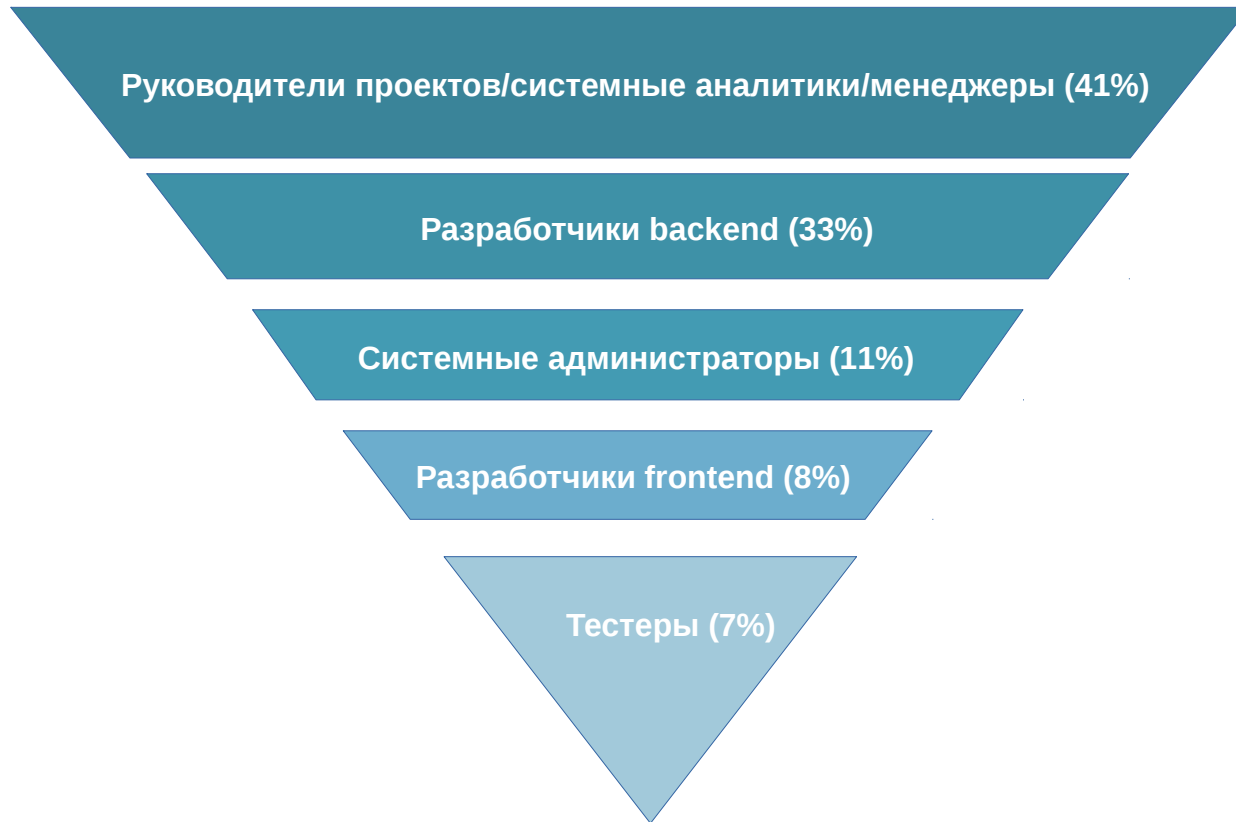 Руководители проектов/системные аналитики/менеджеры (41%)
Разработчики backend (33%)
Системные администраторы (11%)
Разработчики frontend (8%)
Тестеры (7%)